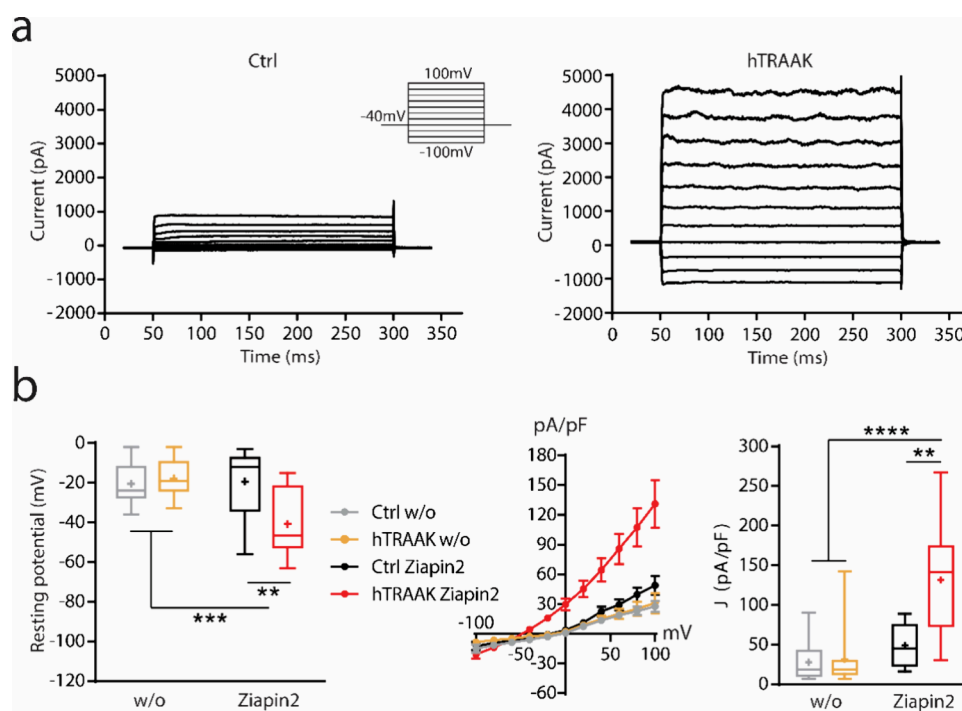 a
Ctrl
hTRAAK
100mV
-40mV
-100mV
Current (pA)
5000
4000
3000
2000
1000
0
-1000
-2000
0 50 100 150 200 250 300 350
Time (ms)
Current (pA)
5000
4000
3000
2000
1000
0
-1000
-2000
0 50 100 150 200 250 300 350
Time (ms)
b
Resting potential (mV)
0
-20
-40
-60
-80
-100
-120
***
**
w/o Ziapin2
Ctrl w/o
hTRAAK w/o
Ctrl Ziapin2
hTRAAK Ziapin2
pA/pF
180
150
120
90
60
30
-30
-60
-100 -50 50 100
mV
J (pA/pF)
300
250
200
150
100
50
0
****
**
w/o Ziapin2